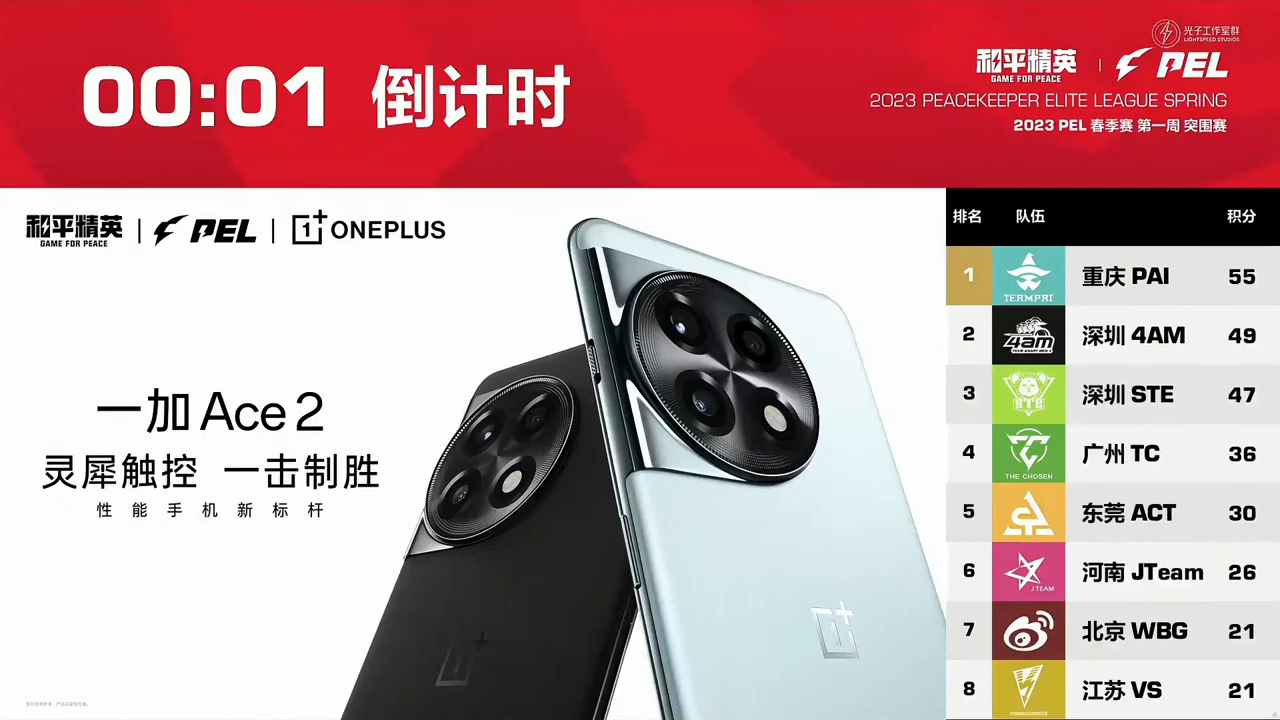 00:01 倒计时
光子工作室群
LIGHTSPEED STUDIOS
和平精英
GAME FOR PEACE
PEL
2023 PEACEKEEPER ELITE LEAGUE SPRING
2023 PEL 春季赛 第一周 突围赛
和平精英
GAME FOR PEACE
PEL
1+ ONEPLUS
一加 Ace 2
灵犀触控 一击制胜
性能手机新标杆
排名 队伍 积分
1 TEAMPAI 重庆 PAI 55
2 4am 深圳 4AM 49
3 STE 深圳 STE 47
4 THE CHOSEN 广州 TC 36
5 东莞 ACT 30
6 J TEAM 河南 JTeam 26
7 北京 WBG 21
8 江苏 VS 21